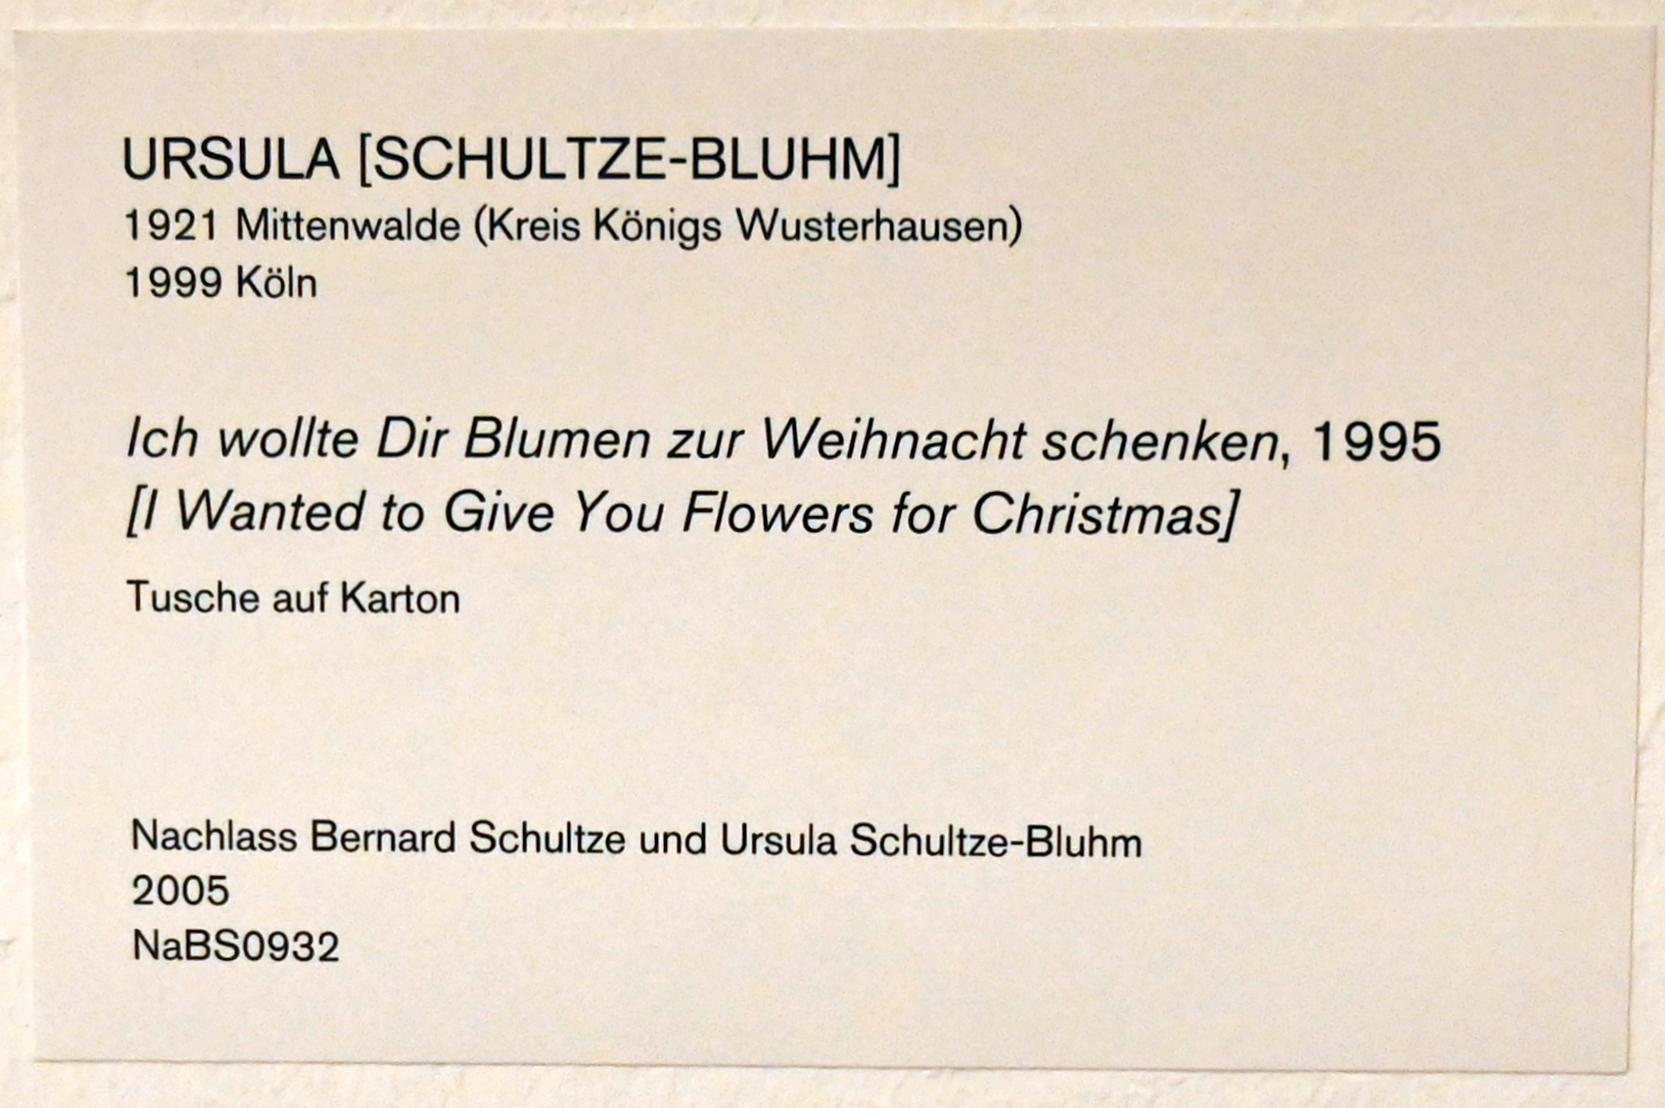 URSULA [SCHULTZE-BLUHM]
1921 Mittenwalde (Kreis Königs Wusterhausen)
1999 Köln
Ich wollte Dir Blumen zur Weihnacht schenken, 1995
[I Wanted to Give You Flowers for Christmas]
Tusche auf Karton
Nachlass Bernard Schultze und Ursula Schultze-Bluhm
2005
NaBS0932